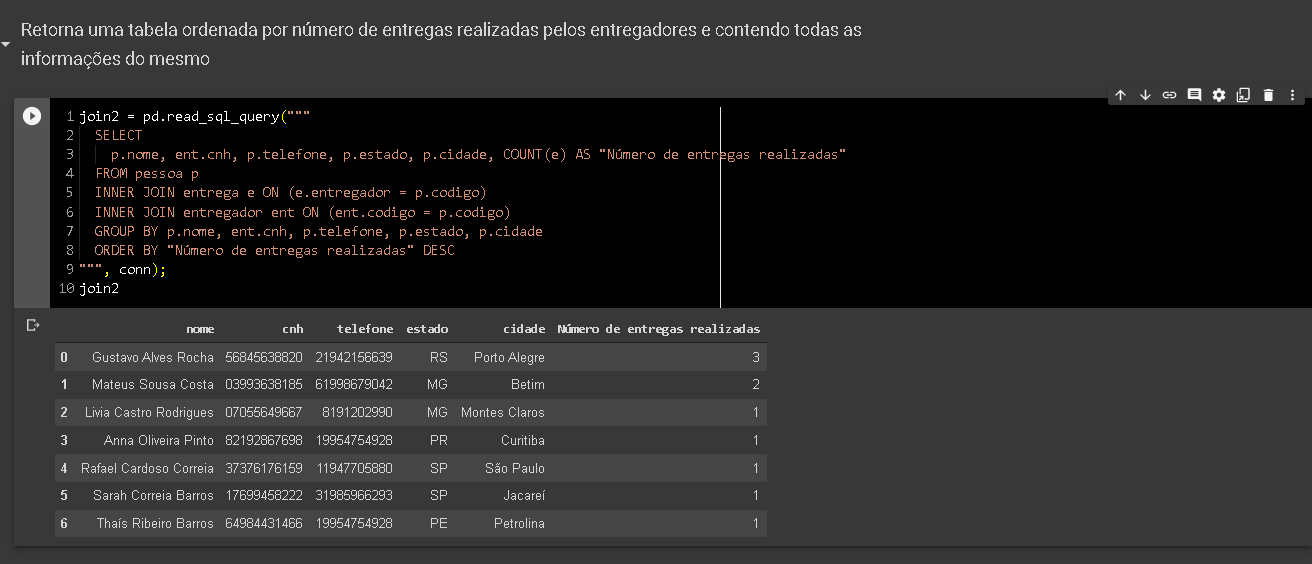 Retorna uma tabela ordenada por número de entregas realizadas pelos entregadores e contendo todas as
informações do mesmo
1 join2 = pd.read_sql_query("""
2 SELECT
3 p.nome, ent.cnh, p.telefone, p.estado, p.cidade, COUNT(e) AS "Número de entregas realizadas"
4 FROM pessoa p
5 INNER JOIN entrega e ON (e.entregador = p.codigo)
6 INNER JOIN entregador ent ON (ent.codigo = p.codigo)
7 GROUP BY p.nome, ent.cnh, p.telefone, p.estado, p.cidade
8 ORDER BY "Número de entregas realizadas" DESC
9 """, conn);
10 join2
nome cnh telefone estado cidade Número de entregas realizadas
0 Gustavo Alves Rocha 56845638820 21942156639 RS Porto Alegre 3
1 Mateus Sousa Costa 03993638185 61998679042 MG Betim 2
2 Livia Castro Rodrigues 07055649667 8191202990 MG Montes Claros 1
3 Anna Oliveira Pinto 82192867698 19954754928 PR Curitiba 1
4 Rafael Cardoso Correia 37376176159 11947705880 SP São Paulo 1
5 Sarah Correia Barros 17699458222 31985966293 SP Jacareí 1
6 Thaís Ribeiro Barros 64984431466 19954754928 PE Petrolina 1